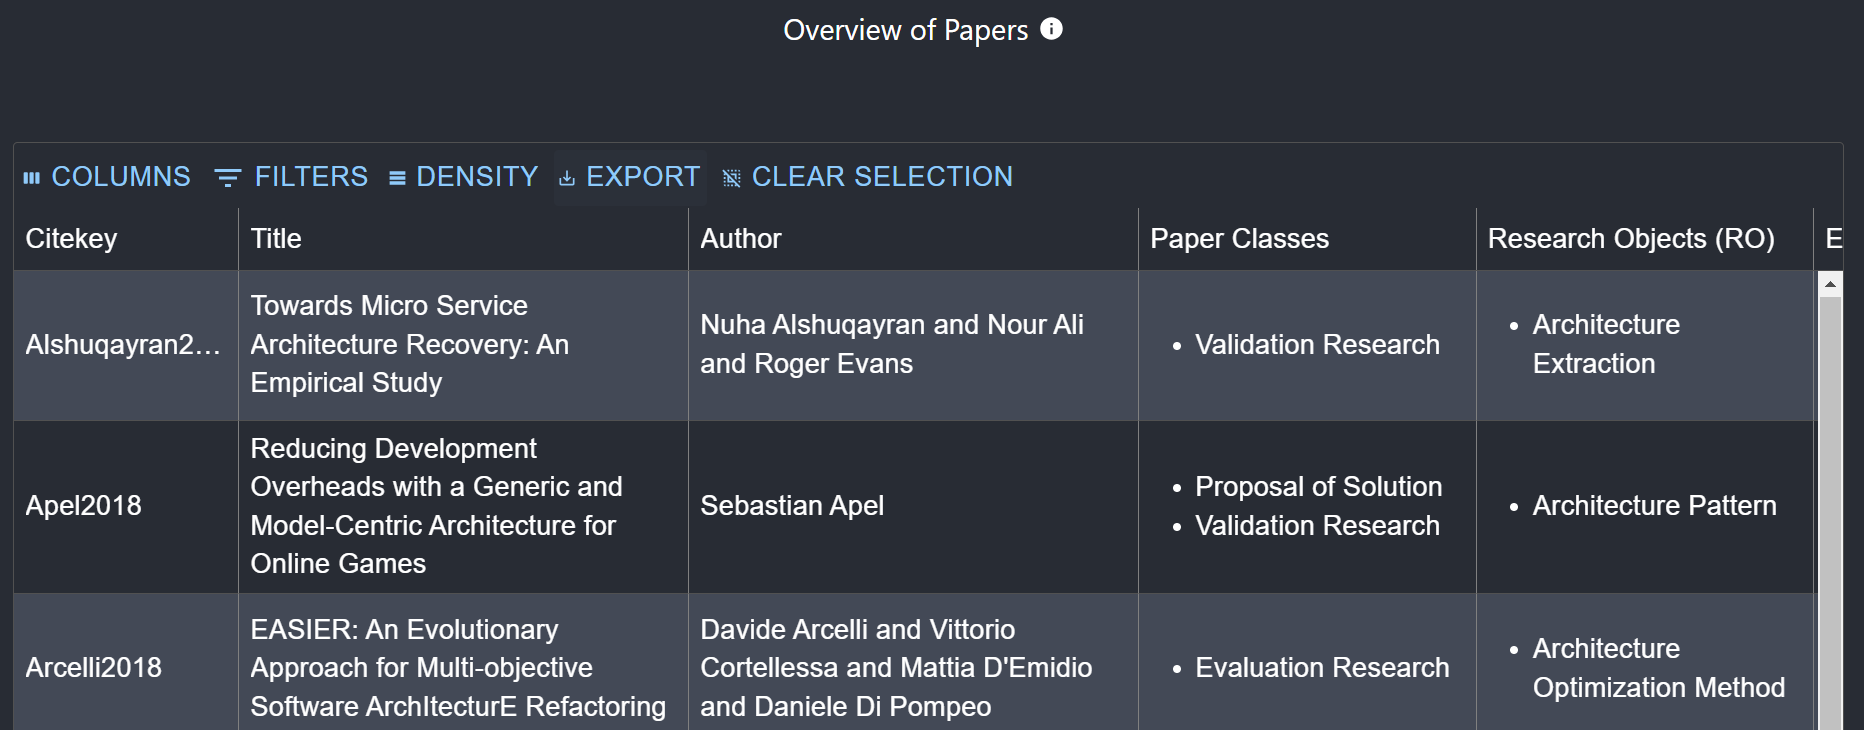 Overview of Papers
COLUMNS FILTERS DENSITY EXPORT CLEAR SELECTION
Citekey Title Author Paper Classes Research Objects (RO) E
Alshuqayran2...
Towards Micro Service
Architecture Recovery: An
Empirical Study
Nuha Alshuqayran and Nour Ali
and Roger Evans
• Validation Research
• Architecture
Extraction
Apel2018
Reducing Development
Overheads with a Generic and
Model-Centric Architecture for
Online Games
Sebastian Apel
• Proposal of Solution
• Validation Research
• Architecture Pattern
Arcelli2018
EASIER: An Evolutionary
Approach for Multi-objective
Software ArchItecturE Refactoring
Davide Arcelli and Vittorio
Cortellessa and Mattia D'Emidio
and Daniele Di Pompeo
• Evaluation Research
• Architecture
Optimization Method